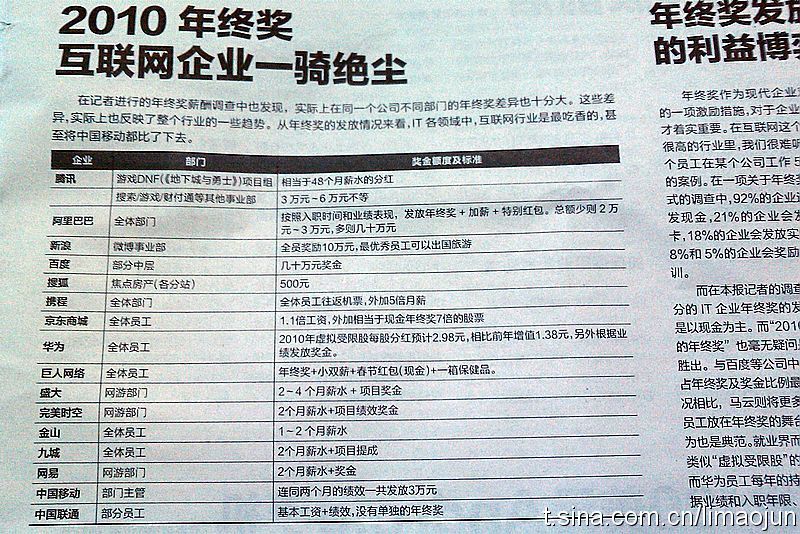 2010 年终奖
互联网企业一骑绝尘
在记者进行的年终奖薪酬调查中也发现，实际上在同一个公司不同部门的年终奖差异也十分大。这些差
异，实际上也反映了整个行业的一些趋势。从年终奖的发放情况来看，IT 各领域中，互联网行业是最吃香的，甚
至将中国移动都比了下去。
企业 部门 奖金额度及标准
腾讯 游戏DNF(《地下城与勇士》)项目组 相当于48个月薪水的分红
搜索/游戏/财付通等其他事业部 3 万元～6 万元不等
阿里巴巴 全体部门 按照入职时间和业绩表现，发放年终奖 + 加薪 + 特别红包。总额少则 2 万
元～3 万元，多则几十万元
新浪 微博事业部 全员奖励10万元，最优秀员工可以出国旅游
百度 部分中层 几十万元奖金
搜狐 焦点房产(各分站) 500元
携程 全体部门 全体员工往返机票，外加5倍月薪
京东商城 全体员工 1.1倍工资，外加相当于现金年终奖7倍的股票
华为 全体员工 2010年虚拟受限股每股分红预计2.98元，相比前年增值1.38元，另外根据业
绩发放奖金。
巨人网络 全体员工 年终奖+小双薪+春节红包(现金)+一箱保健品。
盛大 网游部门 2～4 个月薪水 + 项目奖金
完美时空 网游部门 2个月薪水+项目绩效奖金
金山 全体员工 1～2 个月薪水
九城 全体员工 2个月薪水+项目提成
网易 网游部门 2个月薪水+奖金
中国移动 部门主管 连同两个月的绩效一共发放3万元
中国联通 部分员工 基本工资+绩效，没有单独的年终奖
年终奖发放
的利益博弈
年终奖作为现代企业
的一项激励措施，对于企业
才着实重要。在互联网这个
很高的行业里，我们很难听
个员工在某个公司工作 5
的案例。在一项关于年终奖
式的调查中，92%的企业
发现金，21%的企业会发
卡，18%的企业会发放实
8%和 5%的企业会奖励
训。
而在本报记者的调查
分的 IT 企业年终奖的发
是以现金为主。而“2010
的年终奖”也毫无疑问是
胜出。与百度等公司中
占年终奖及奖金比例最
况相比，马云则将更多
员工放在年终奖的舞台
为也是典范。就业界而
类似“虚拟受限股”的
而华为员工每年的持
据业绩和入职年限、
t.sina.com.cn/limaojun